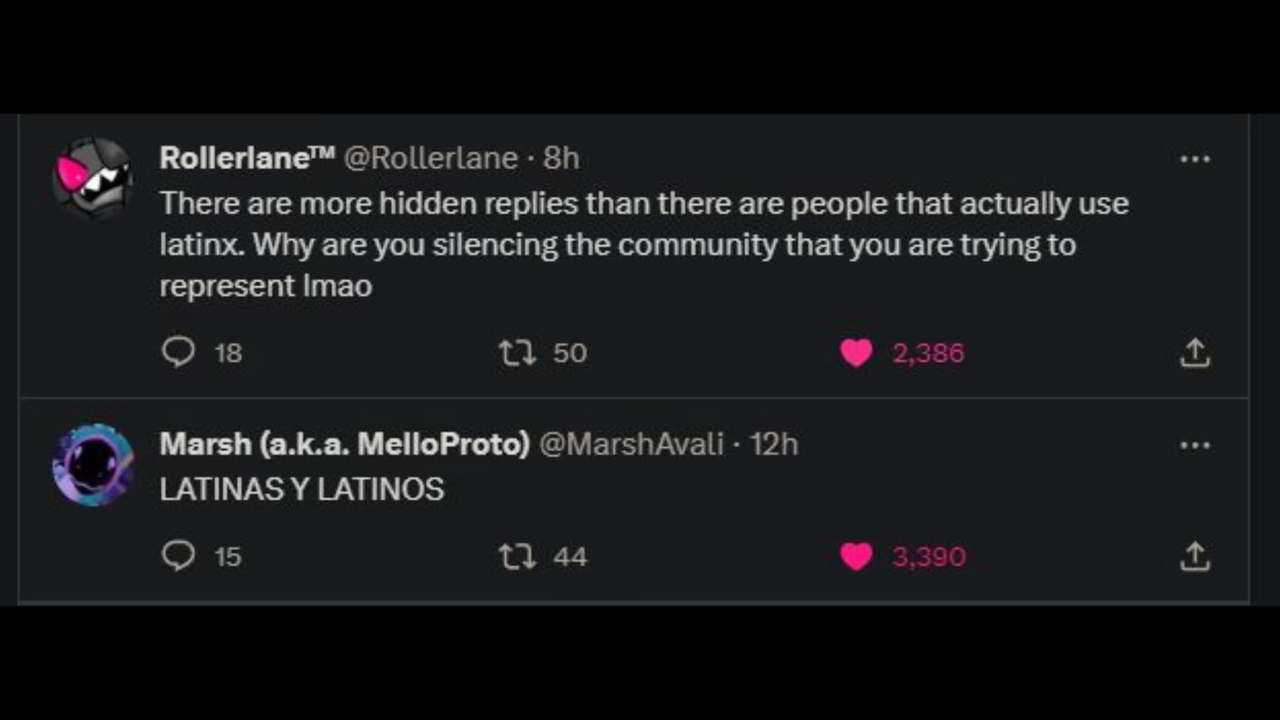 Rollerlane™ @Rollerlane · 8h
There are more hidden replies than there are people that actually use
latinx. Why are you silencing the community that you are trying to
represent lmao
18 50 2,386
Marsh (a.k.a. MelloProto) @MarshAvali · 12h
LATINAS Y LATINOS
15 44 3,390